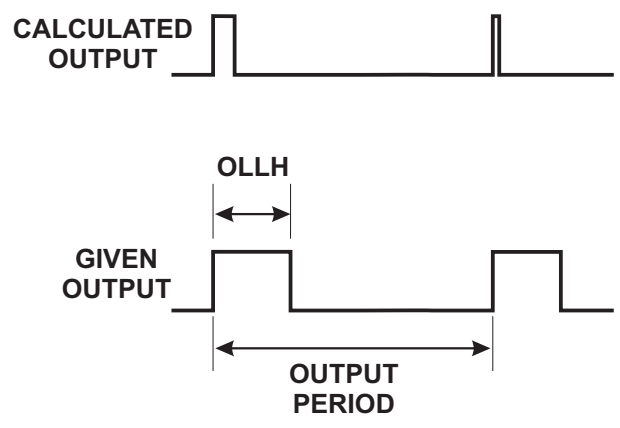 CALCULATED
OUTPUT
OLLH
GIVEN
OUTPUT
OUTPUT
PERIOD